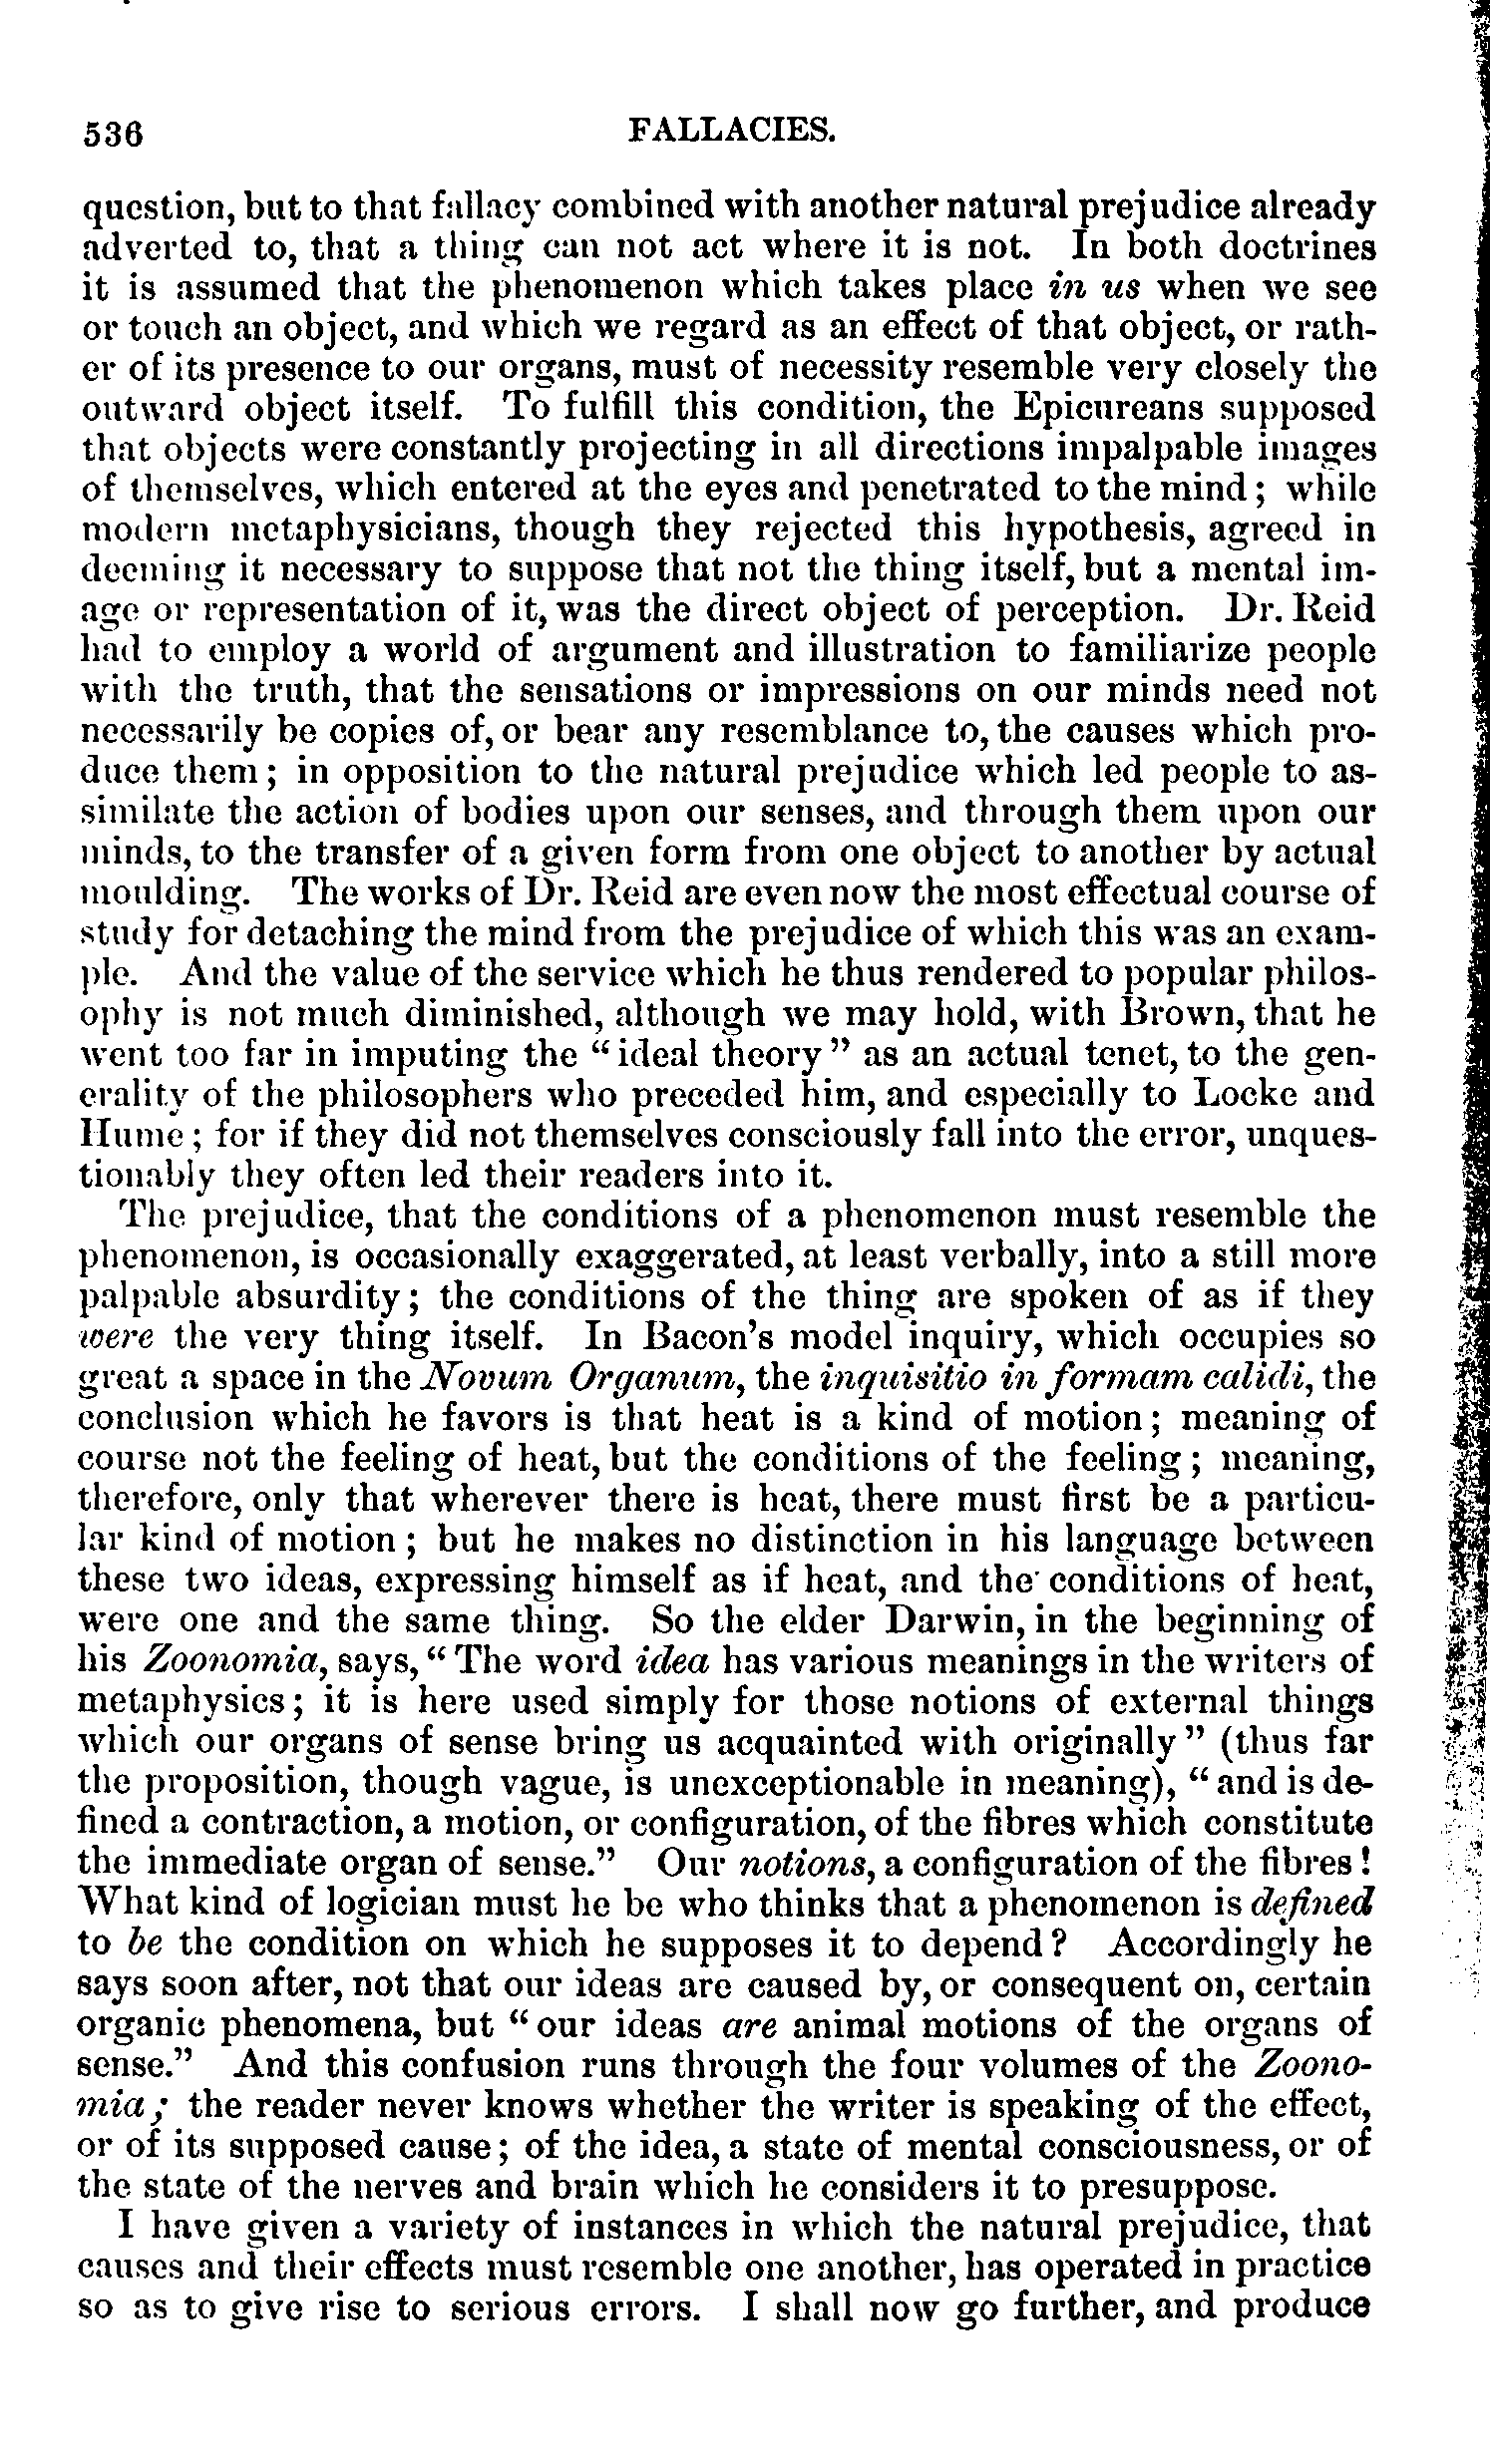 536 FALLACIES.
question, but to that fallacy combined with another natural prejudice already
adverted to, that a thing can not act where it is not. In both doctrines
it is assumed that the phenomenon which takes place in us when we see
or touch an object, and which we regard as an effect of that object, or rath-
er of its presence to our organs, must of necessity resemble very closely the
outward object itself. To fulfill this condition, the Epicureans supposed
that objects were constantly projecting in all directions impalpable images
of themselves, which entered at the eyes and penetrated to the mind; while
modern metaphysicians, though they rejected this hypothesis, agreed in
deeming it necessary to suppose that not the thing itself, but a mental im-
age or representation of it, was the direct object of perception. Dr. Reid
had to employ a world of argument and illustration to familiarize people
with the truth, that the sensations or impressions on our minds need not
necessarily be copies of, or bear any resemblance to, the causes which pro-
duce them; in opposition to the natural prejudice which led people to as-
similate the action of bodies upon our senses, and through them upon our
minds, to the transfer of a given form from one object to another by actual
moulding. The works of Dr. Reid are even now the most effectual course of
study for detaching the mind from the prejudice of which this was an exam-
ple. And the value of the service which he thus rendered to popular philos-
ophy is not much diminished, although we may hold, with Brown, that he
went too far in imputing the "ideal theory" as an actual tenet, to the gen-
erality of the philosophers who preceded him, and especially to Locke and
Hume; for if they did not themselves consciously fall into the error, unques-
tionably they often led their readers into it.
The prejudice, that the conditions of a phenomenon must resemble the
phenomenon, is occasionally exaggerated, at least verbally, into a still more
palpable absurdity; the conditions of the thing are spoken of as if they
were the very thing itself. In Bacon's model inquiry, which occupies so
great a space in the Novum Organum, the inquisitio in formam calidi, the
conclusion which he favors is that heat is a kind of motion; meaning of
course not the feeling of heat, but the conditions of the feeling; meaning,
therefore, only that wherever there is heat, there must first be a particu-
lar kind of motion; but he makes no distinction in his language between
these two ideas, expressing himself as if heat, and the conditions of heat,
were one and the same thing. So the elder Darwin, in the beginning of
his Zoonomia, says, "The word idea has various meanings in the writers of
metaphysics; it is here used simply for those notions of external things
which our organs of sense bring us acquainted with originally" (thus far
the proposition, though vague, is unexceptionable in meaning), "and is de-
fined a contraction, a motion, or configuration, of the fibres which constitute
the immediate organ of sense." Our notions, a configuration of the fibres!
What kind of logician must he be who thinks that a phenomenon is defined
to be the condition on which he supposes it to depend? Accordingly he
says soon after, not that our ideas are caused by, or consequent on, certain
organic phenomena, but "our ideas are animal motions of the organs of
sense." And this confusion runs through the four volumes of the Zoono-
mia; the reader never knows whether the writer is speaking of the effect,
or of its supposed cause; of the idea, a state of mental consciousness, or of
the state of the nerves and brain which he considers it to presuppose.
I have given a variety of instances in which the natural prejudice, that
causes and their effects must resemble one another, has operated in practice
so as to give rise to serious errors. I shall now go further, and produce